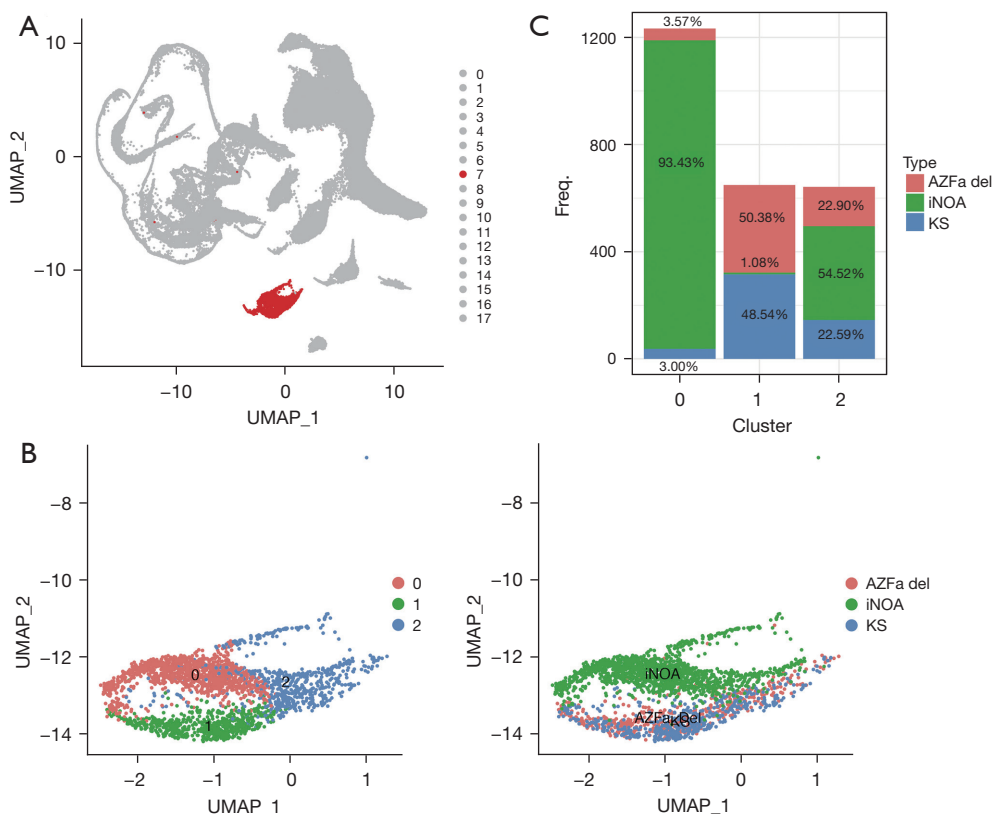 A
10
0
−10
UMAP_2
−10
0
10
UMAP_1
0
1
2
3
4
5
6
7
8
9
10
11
12
13
14
15
16
17
C
1200
800
400
0
Freq.
3.57%
93.43%
3.00%
50.38%
1.08%
48.54%
22.90%
54.52%
22.59%
0
1
2
Cluster
Type
AZFa del
iNOA
KS
B
−8
−10
−12
−14
UMAP_2
0
1
2
−2
−1
0
1
UMAP_1
0
1
2
−8
−10
−12
−14
UMAP_2
iNOA
AZFa Del
KS
−2
−1
0
1
UMAP_1
AZFa del
iNOA
KS